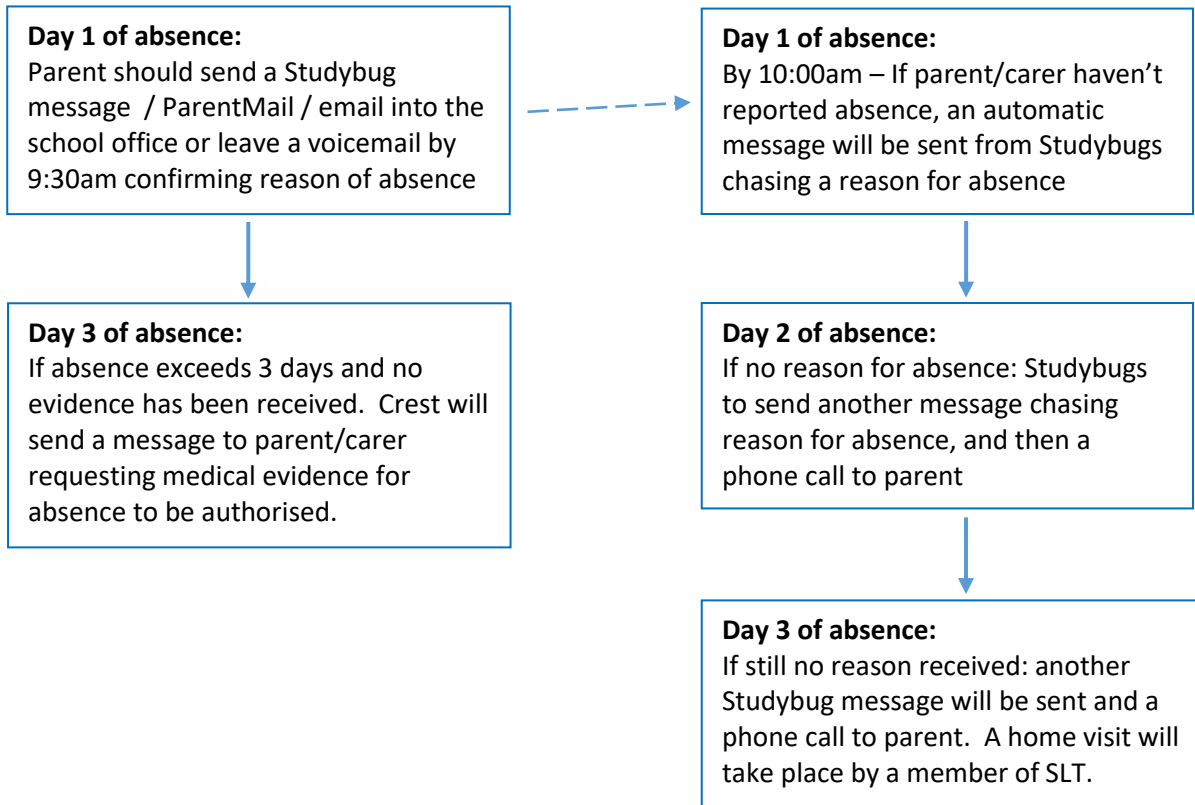 Day 1 of absence:
Parent should send a Studybug
message  / ParentMail / email into the
school office or leave a voicemail by
9:30am confirming reason of absence
Day 1 of absence:
By 10:00am – If parent/carer haven’t
reported absence, an automatic
message will be sent from Studybugs
chasing a reason for absence
Day 3 of absence:
If absence exceeds 3 days and no
evidence has been received.  Crest will
send a message to parent/carer
requesting medical evidence for
absence to be authorised.
Day 2 of absence:
If no reason for absence: Studybugs
to send another message chasing
reason for absence, and then a
phone call to parent
Day 3 of absence:
If still no reason received: another
Studybug message will be sent and a
phone call to parent.  A home visit will
take place by a member of SLT.